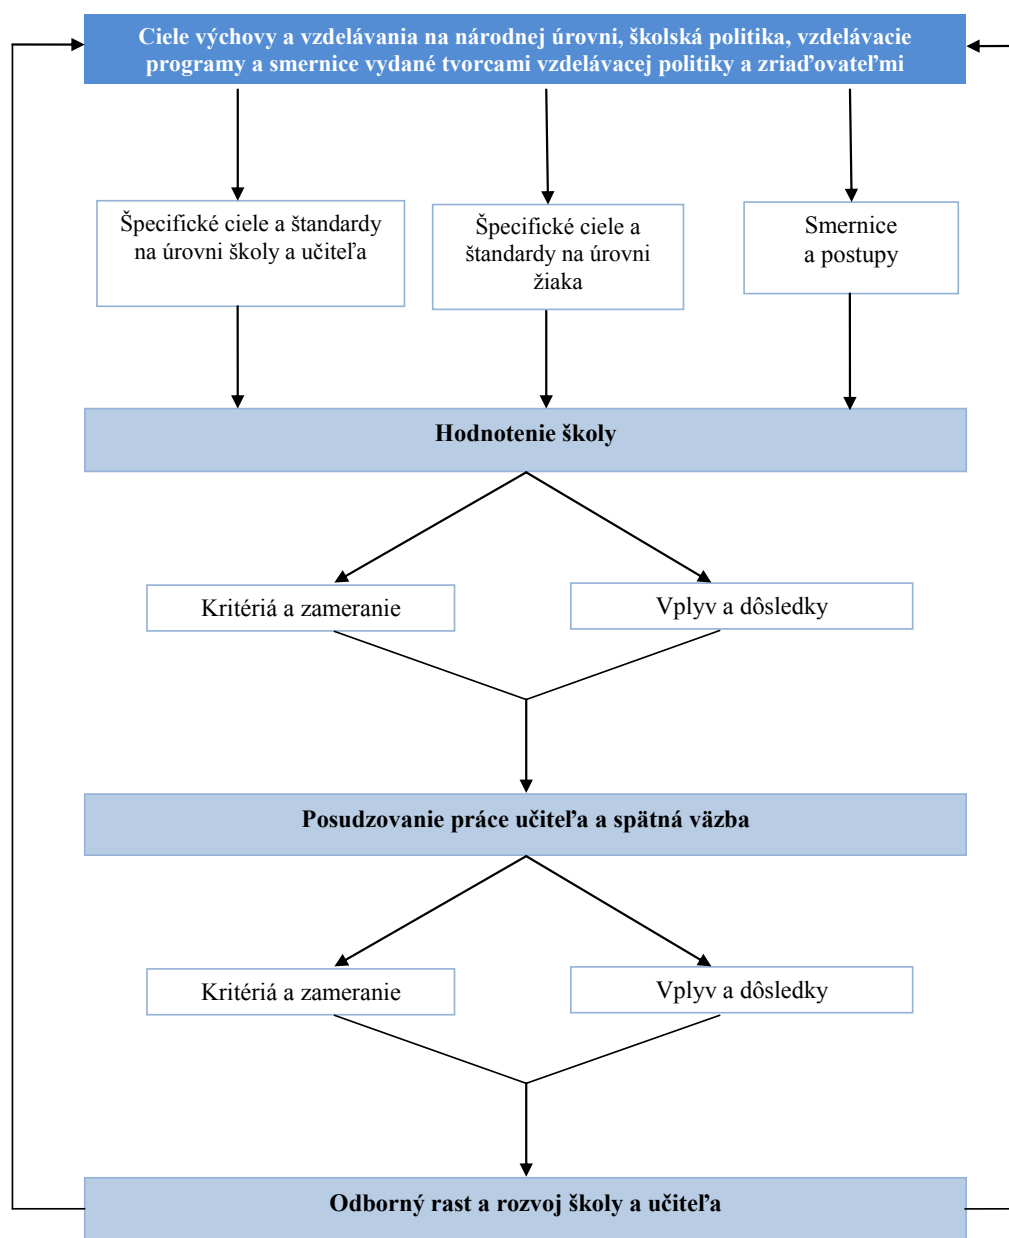 Ciele výchovy a vzdelávania na národnej úrovni, školská politika, vzdelávacie
programy a smernice vydané tvorcami vzdelávacej politiky a zriaďovateľmi
Špecifické ciele a štandardy
na úrovni školy a učiteľa
Špecifické ciele a
štandardy na úrovni
žiaka
Smernice
a postupy
Hodnotenie školy
Kritériá a zameranie
Vplyv a dôsledky
Posudzovanie práce učiteľa a spätná väzba
Kritériá a zameranie
Vplyv a dôsledky
Odborný rast a rozvoj školy a učiteľa